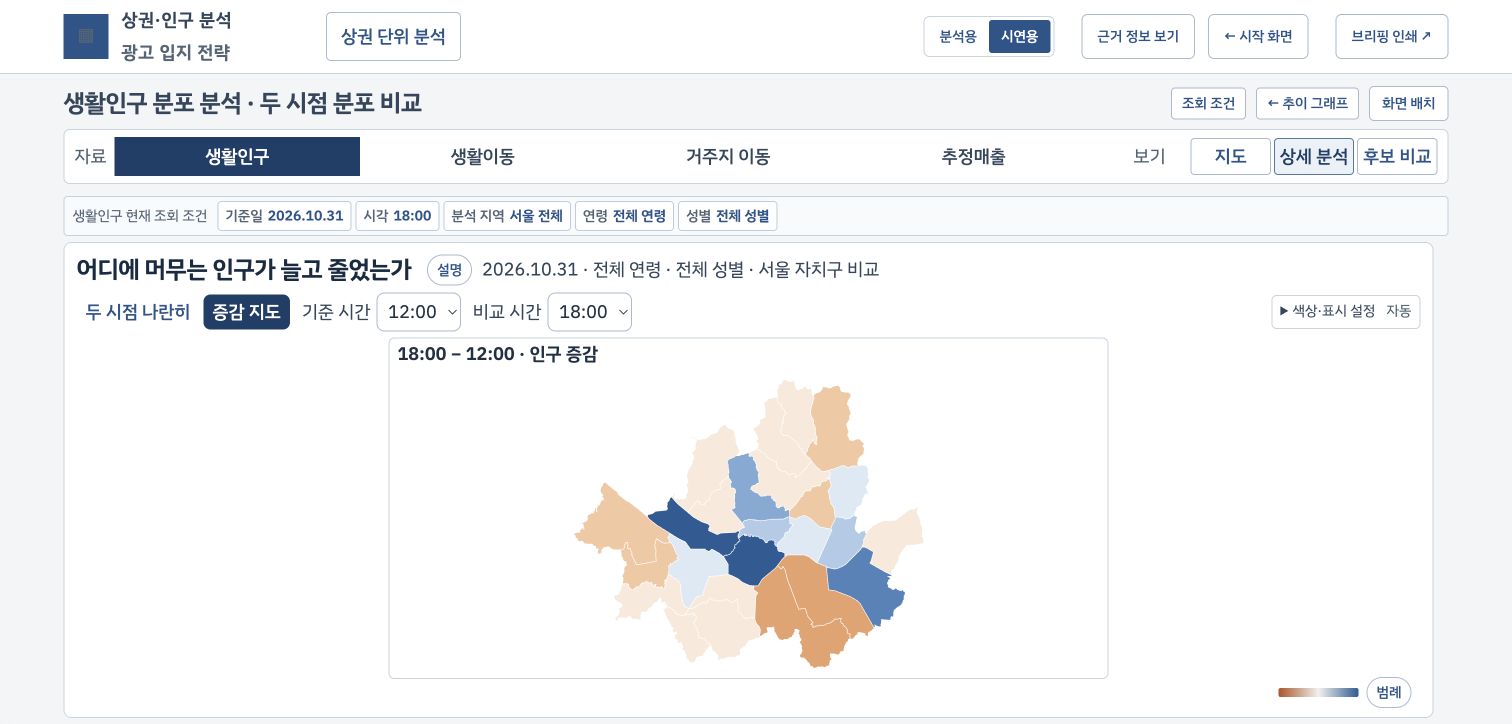 상권·인구 분석
광고 입지 전략
상권 단위 분석
분석용 시연용 근거 정보 보기 ← 시작 화면 브리핑 인쇄 ↗
생활인구 분포 분석 · 두 시점 분포 비교
조회 조건 ← 추이 그래프 화면 배치
자료 생활인구 생활이동 거주지 이동 추정매출 보기 지도 상세 분석 후보 비교
생활인구 현재 조회 조건 기준일 2026.10.31 시각 18:00 분석 지역 서울 전체 연령 전체 연령 성별 전체 성별
어디에 머무는 인구가 늘고 줄었는가 설명 2026.10.31 · 전체 연령 · 전체 성별 · 서울 자치구 비교
두 시점 나란히 증감 지도 기준 시간 12:00 비교 시간 18:00 ▶ 색상·표시 설정 자동
18:00 – 12:00 · 인구 증감
범례